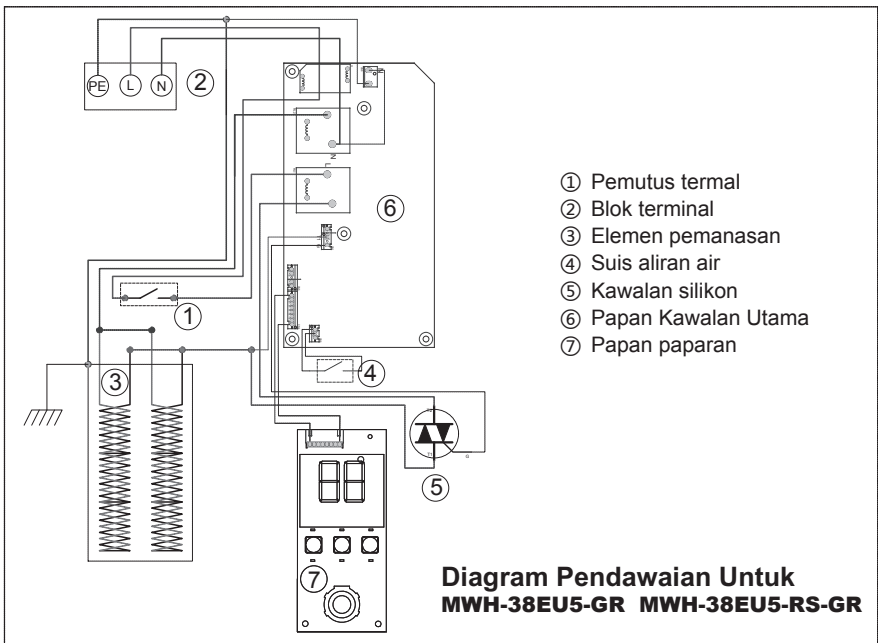 PE L N ②
⑥
① Pemutus termal
② Blok terminal
③ Elemen pemanasan
④ Suis aliran air
⑤ Kawalan silikon
⑥ Papan Kawalan Utama
⑦ Papan paparan
N
L
①
③
④
⑤
⑦
Diagram Pendawaian Untuk
MWH-38EU5-GR MWH-38EU5-RS-GR